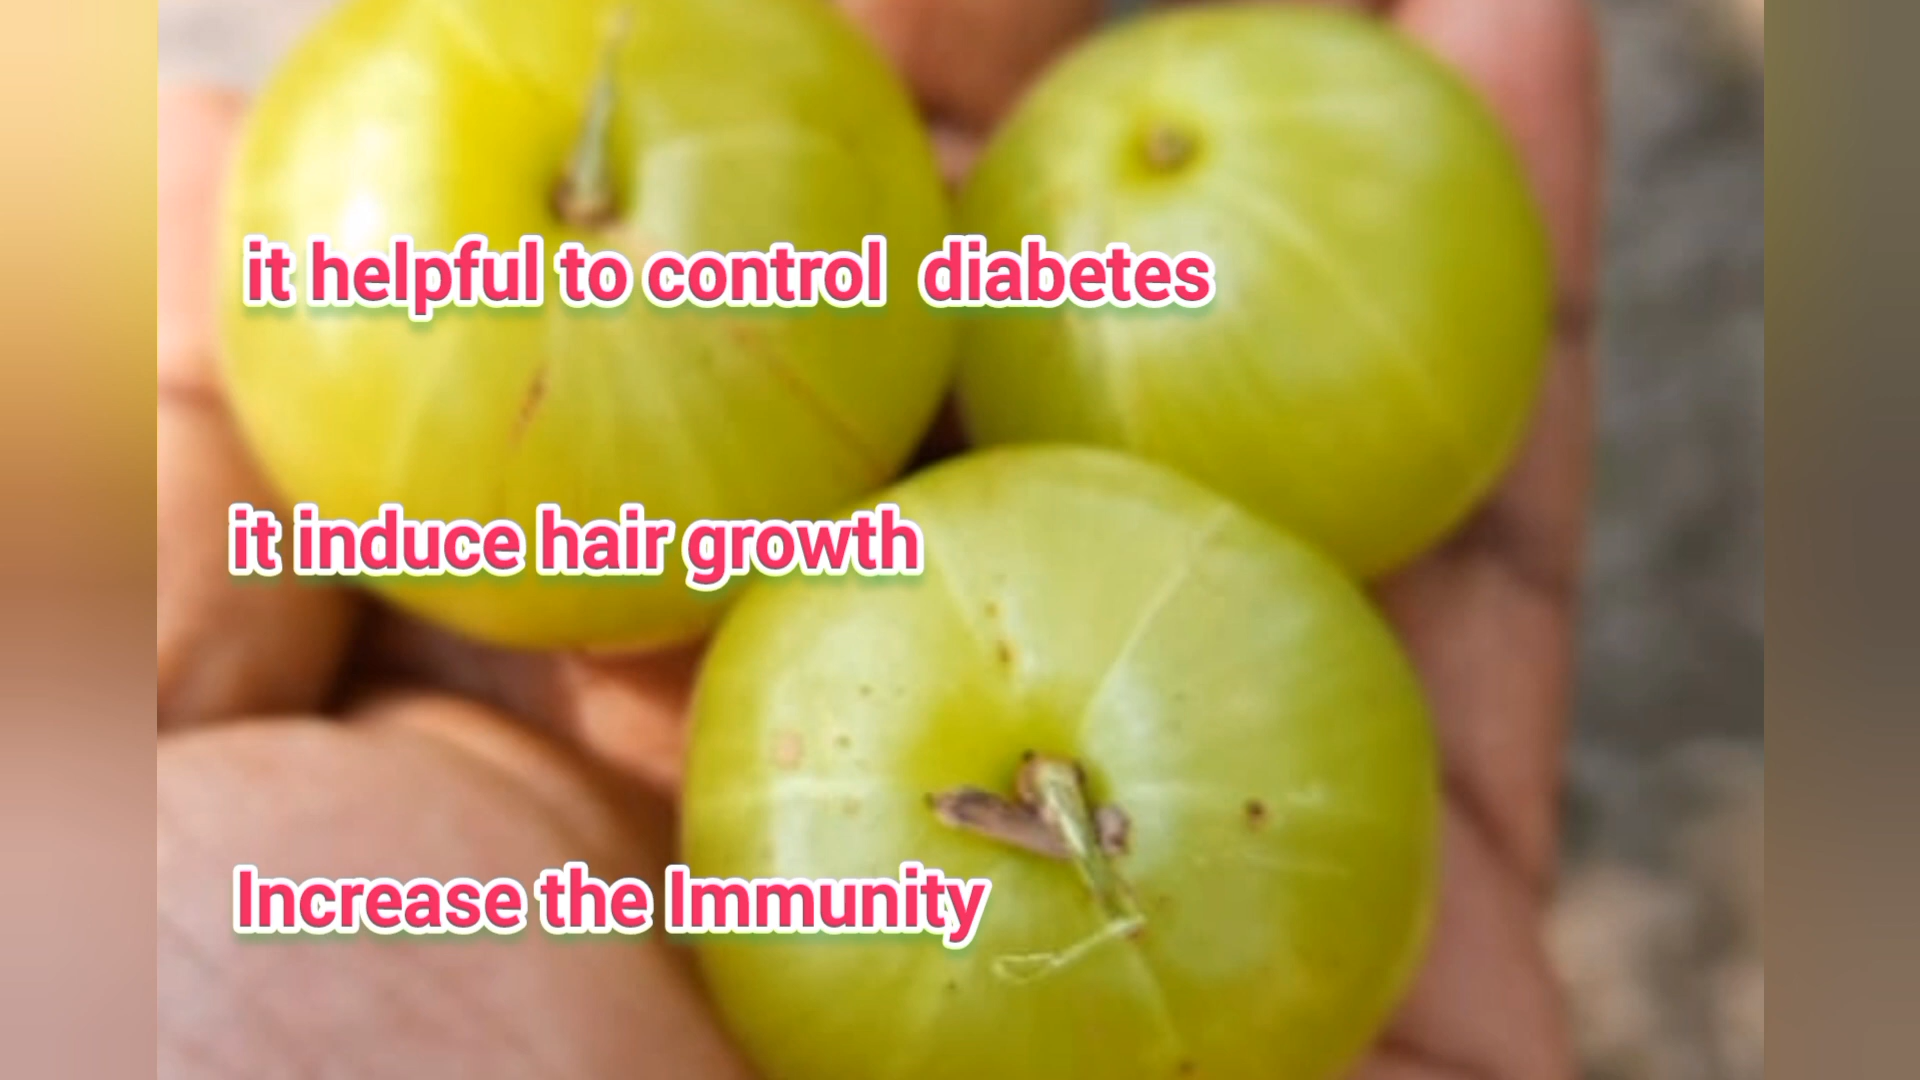 it helpful to control  diabetes
it induce hair growth
Increase the Immunity